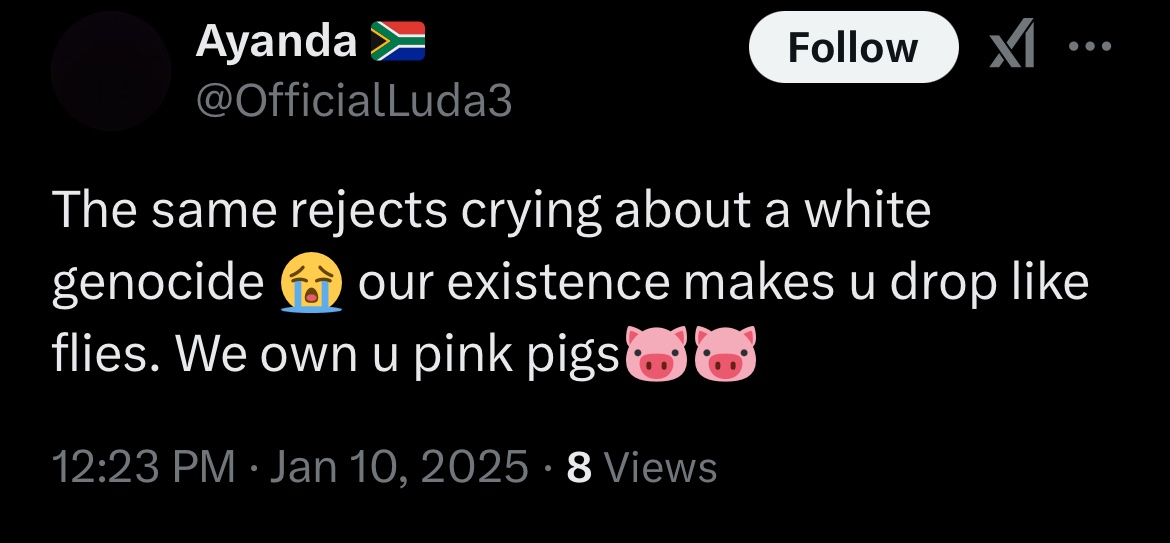 Ayanda 🇿🇦
Follow
@OfficialLuda3
The same rejects crying about a white
genocide 😭 our existence makes u drop like
flies. We own u pink pigs🐷🐷
12:23 PM · Jan 10, 2025 · 8 Views